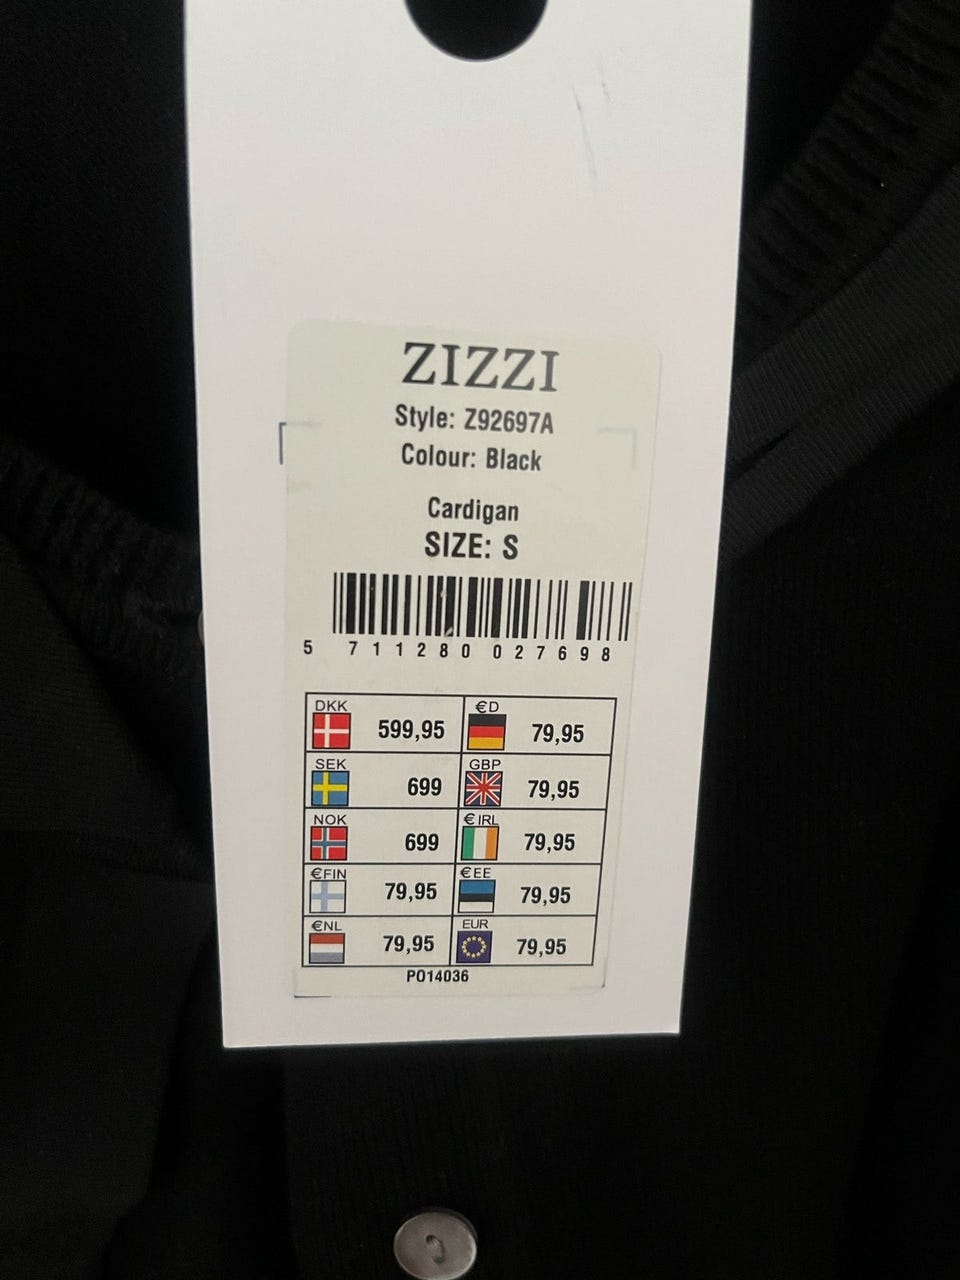 ZIZZI
Style: Z92697A
Colour: Black
Cardigan
SIZE: S
5 711280 027698
DKK 599,95 €D 79,95
SEK 699 GBP 79,95
NOK 699 €IRL 79,95
€FIN 79,95 €EE 79,95
€NL 79,95 EUR 79,95
PO14036